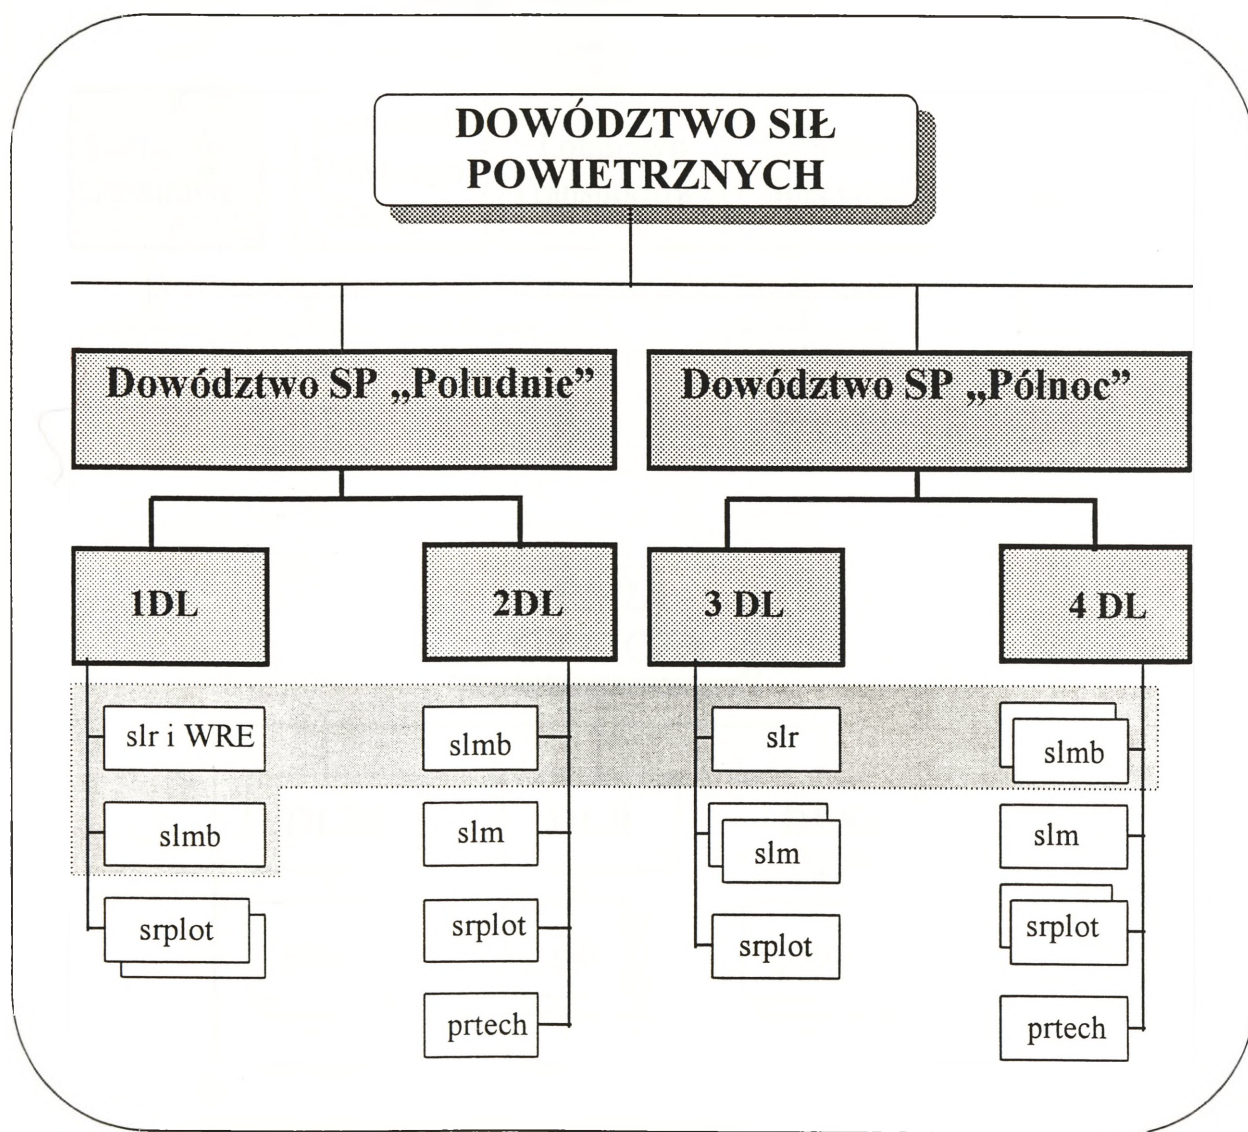 DOWÓDZTWO SIŁ
POWIETRZNYCH
Dowództwo SP „Południe”
Dowództwo SP „Północ”
1DL
2DL
3 DL
4 DL
slr i WRE
slmb
slr
slmb
slmb
slm
slm
slm
srplot
srplot
srplot
srplot
prtech
prtech